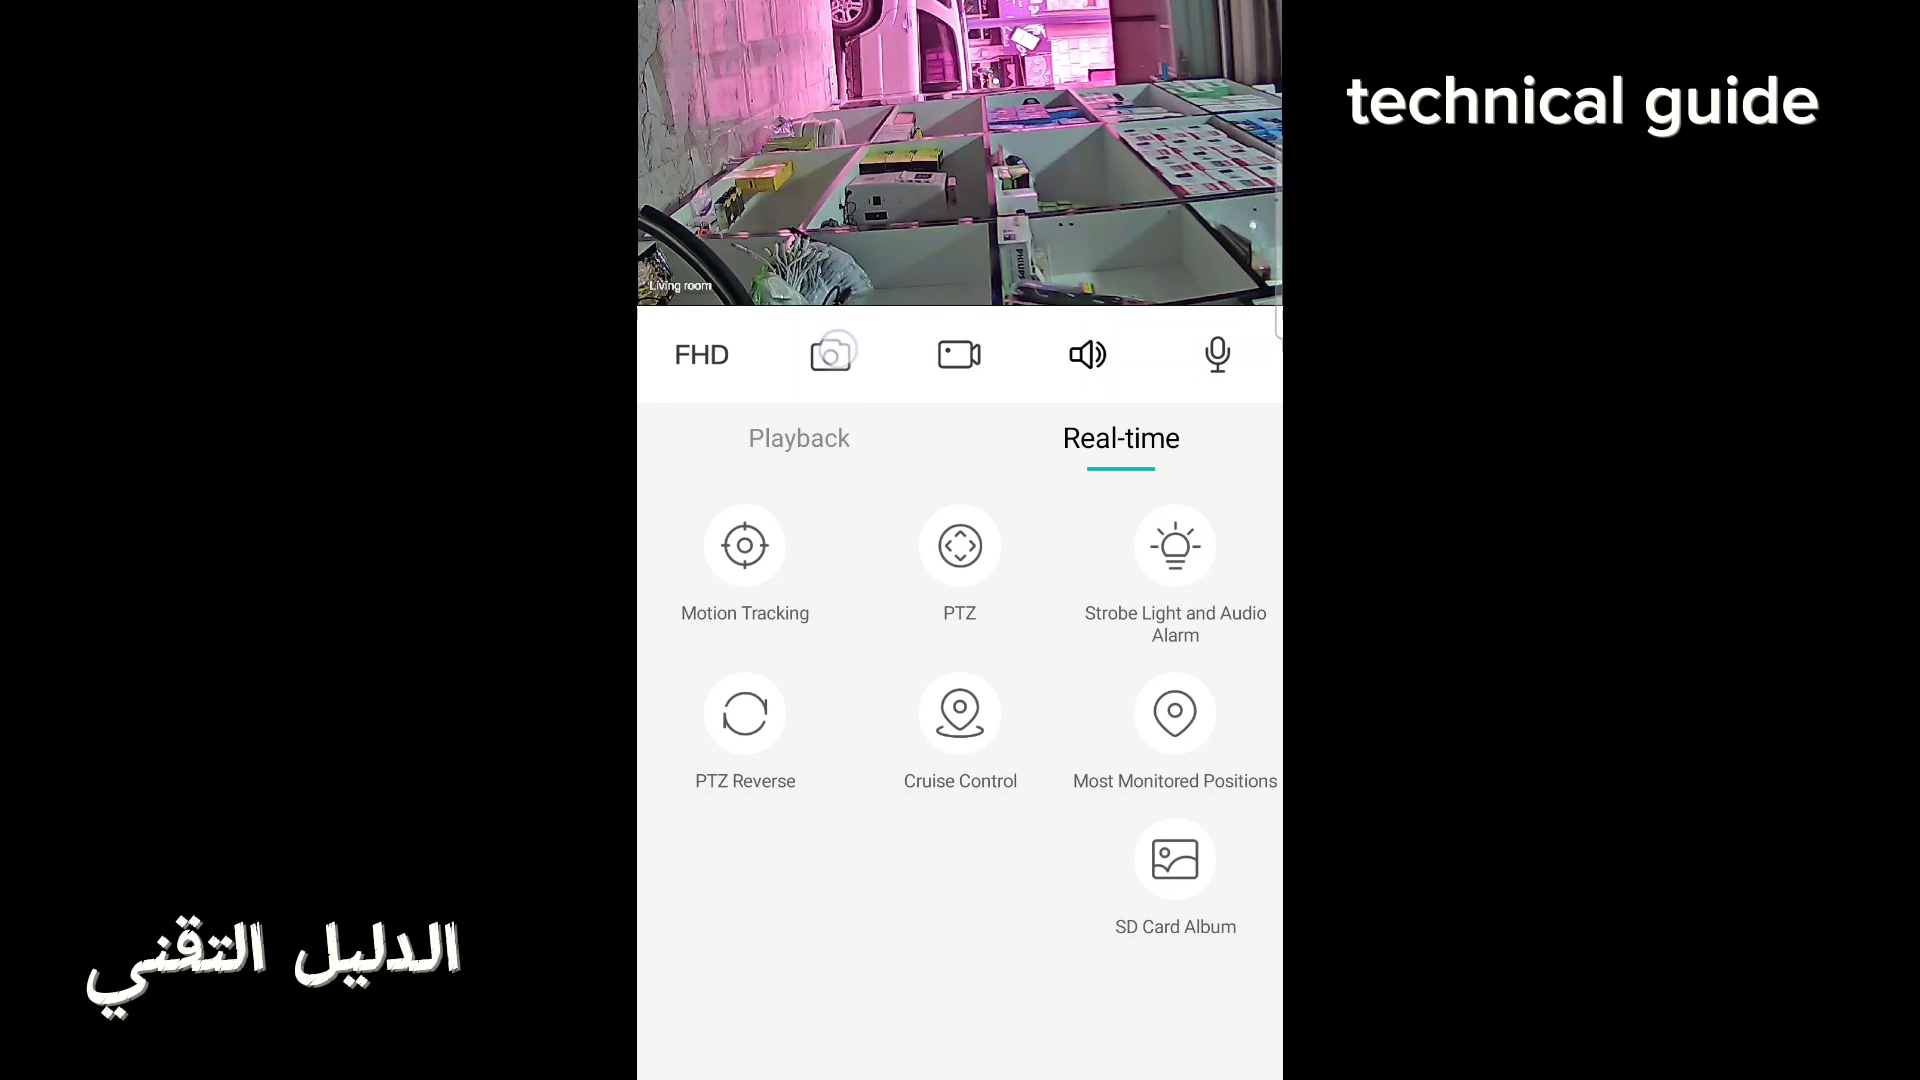 technical guide
PHILIPS
Living room
FHD
Playback
Real-time
Motion Tracking
PTZ
Strobe Light and Audio
Alarm
PTZ Reverse
Cruise Control
Most Monitored Positions
SD Card Album
الدليل التقني